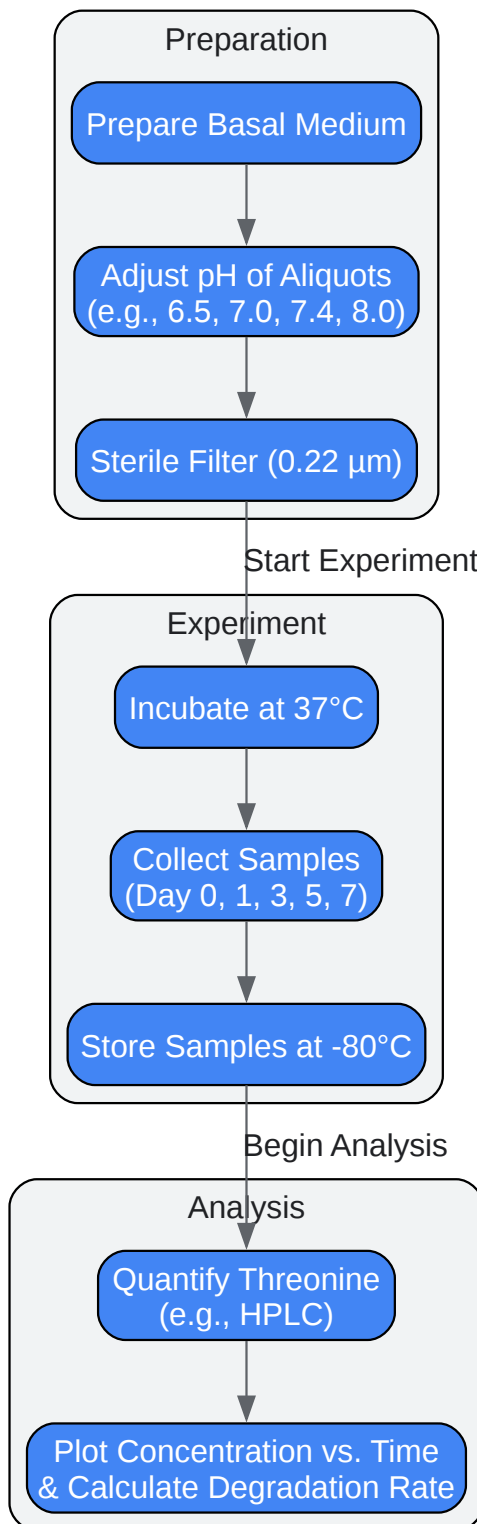 Preparation
Prepare Basal Medium
Adjust pH of Aliquots
(e.g., 6.5, 7.0, 7.4, 8.0)
Sterile Filter (0.22 µm)
Start Experiment
Experiment
Incubate at 37°C
Collect Samples
(Day 0, 1, 3, 5, 7)
Store Samples at -80°C
Begin Analysis
Analysis
Quantify Threonine
(e.g., HPLC)
Plot Concentration vs. Time
& Calculate Degradation Rate